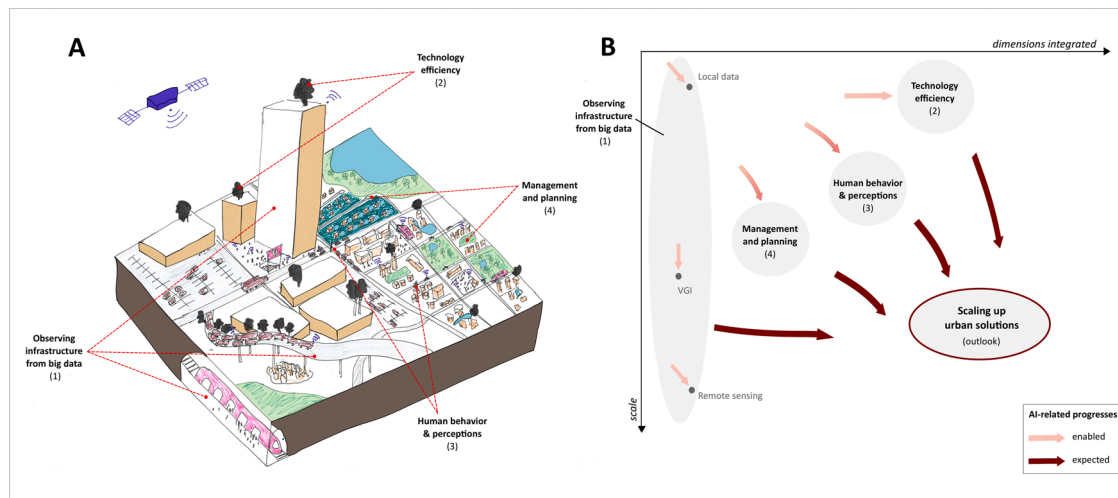 A
Technology
efficiency
(2)
Management
and planning
(4)
Observing
infrastructure
from big data
(1)
Human behavior
& perceptions
(3)
B
dimensions integrated
Local data
Observing
infrastructure
from big data
(1)
Technology
efficiency
(2)
Human behavior
& perceptions
(3)
Management
and planning
(4)
VGI
Scaling up
urban solutions
(outlook)
Remote sensing
scale
AI-related progresses
enabled
expected